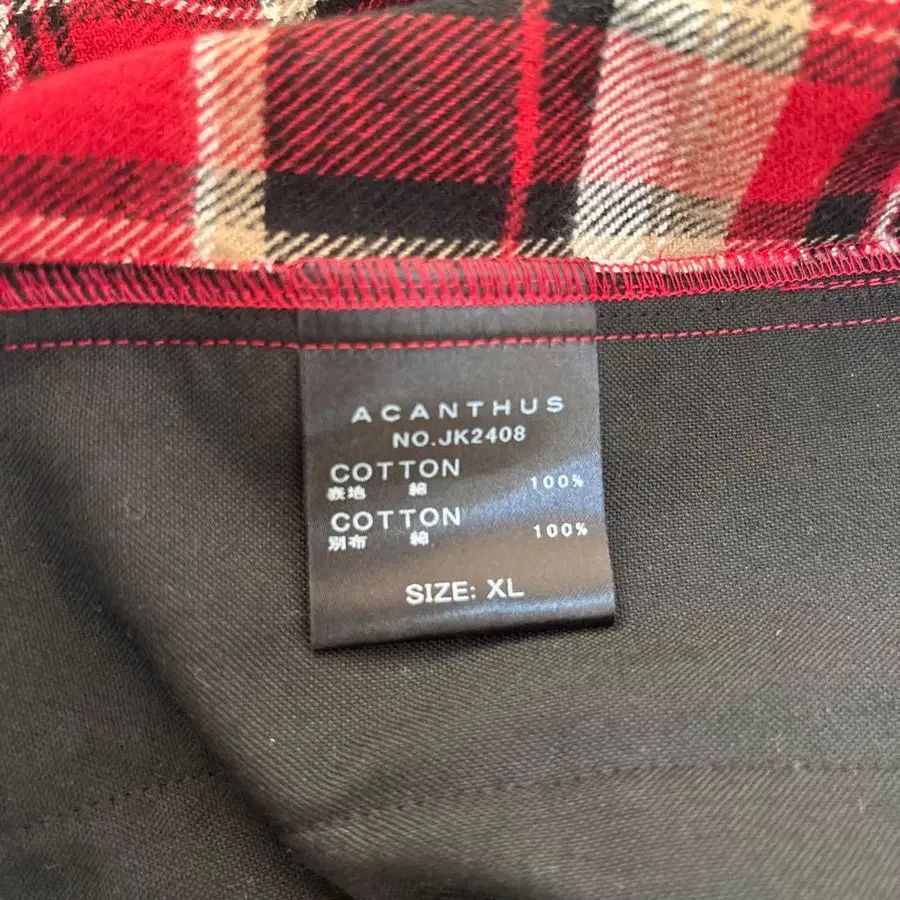 ACANTHUS
NO.JK2408
COTTON
表地 綿 100%
COTTON
別布 綿 100%
SIZE: XL